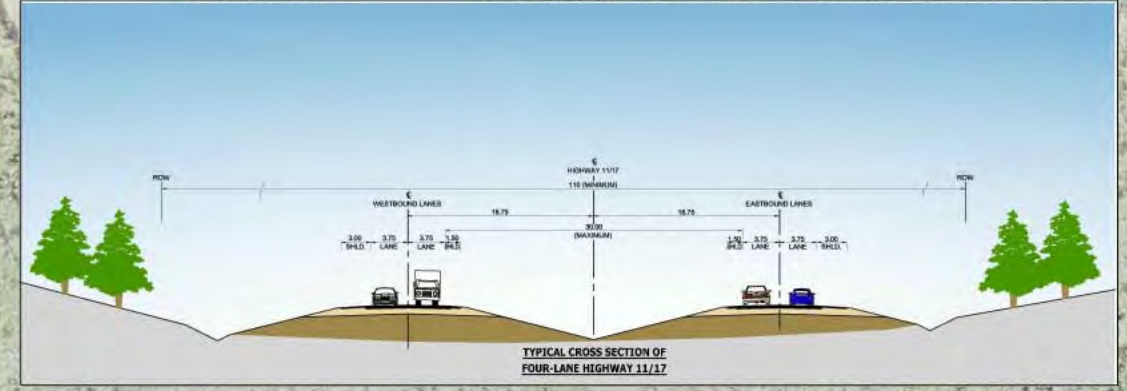 ℄
HIGHWAY 11/17
ROW
110 (MINIMUM)
ROW
℄
WESTBOUND LANES
℄
EASTBOUND LANES
18.75
18.75
30.00
(MAXIMUM)
3.00
SHLD.
3.75
LANE
3.75
LANE
1.50
SHLD.
1.50
SHLD.
3.75
LANE
3.75
LANE
3.00
SHLD.
TYPICAL CROSS SECTION OF
FOUR-LANE HIGHWAY 11/17